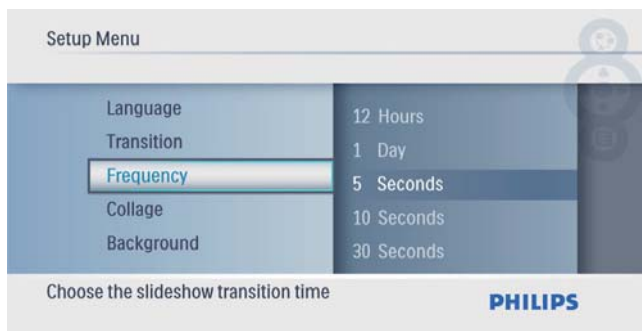 Setup Menu
Language
Transition
Frequency
Collage
Background
12 Hours
1 Day
5 Seconds
10 Seconds
30 Seconds
Choose the slideshow transition time
PHILIPS